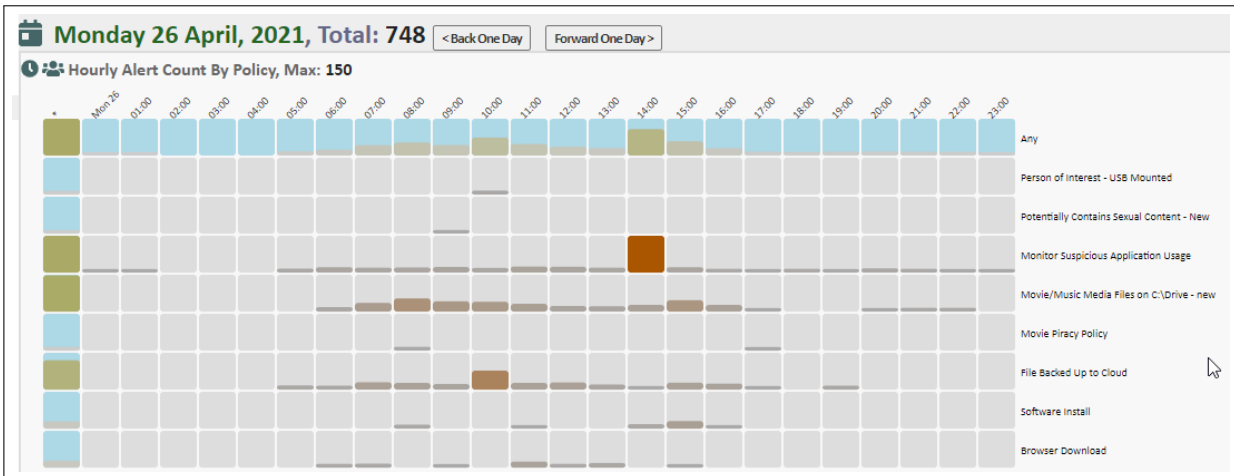 Monday 26 April, 2021, Total: 748 < Back One Day Forward One Day >
Hourly Alert Count By Policy, Max: 150
* Mon 26 01:00 02:00 03:00 04:00 05:00 06:00 07:00 08:00 09:00 10:00 11:00 12:00 13:00 14:00 15:00 16:00 17:00 18:00 19:00 20:00 21:00 22:00 23:00
Any
Person of Interest - USB Mounted
Potentially Contains Sexual Content - New
Monitor Suspicious Application Usage
Movie/Music Media Files on C:\Drive - new
Movie Piracy Policy
File Backed Up to Cloud
Software Install
Browser Download